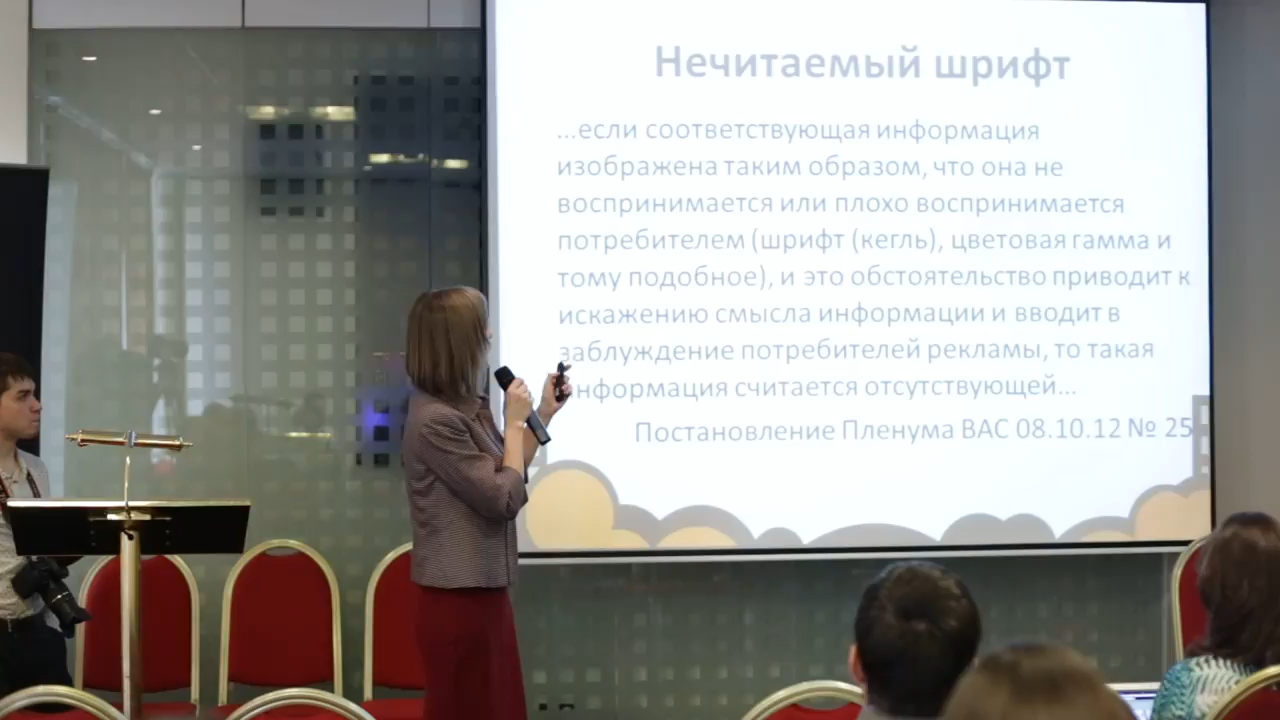 Нечитаемый шрифт
...если соответствующая информация
изображена таким образом, что она не
воспринимается или плохо воспринимается
потребителем (шрифт (кегль), цветовая гамма и
тому подобное), и это обстоятельство приводит к
искажению смысла информации и вводит в
заблуждение потребителей рекламы, то такая
информация считается отсутствующей...
Постановление Пленума ВАС 08.10.12 № 25